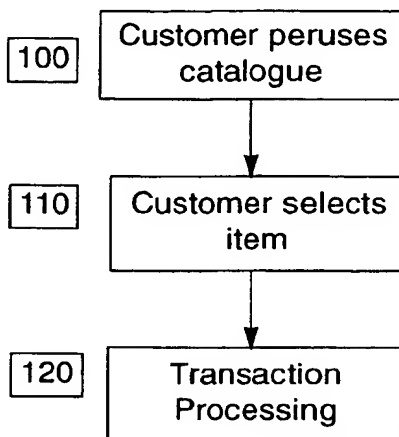 100
Customer peruses
catalogue
110
Customer selects
item
120
Transaction
Processing